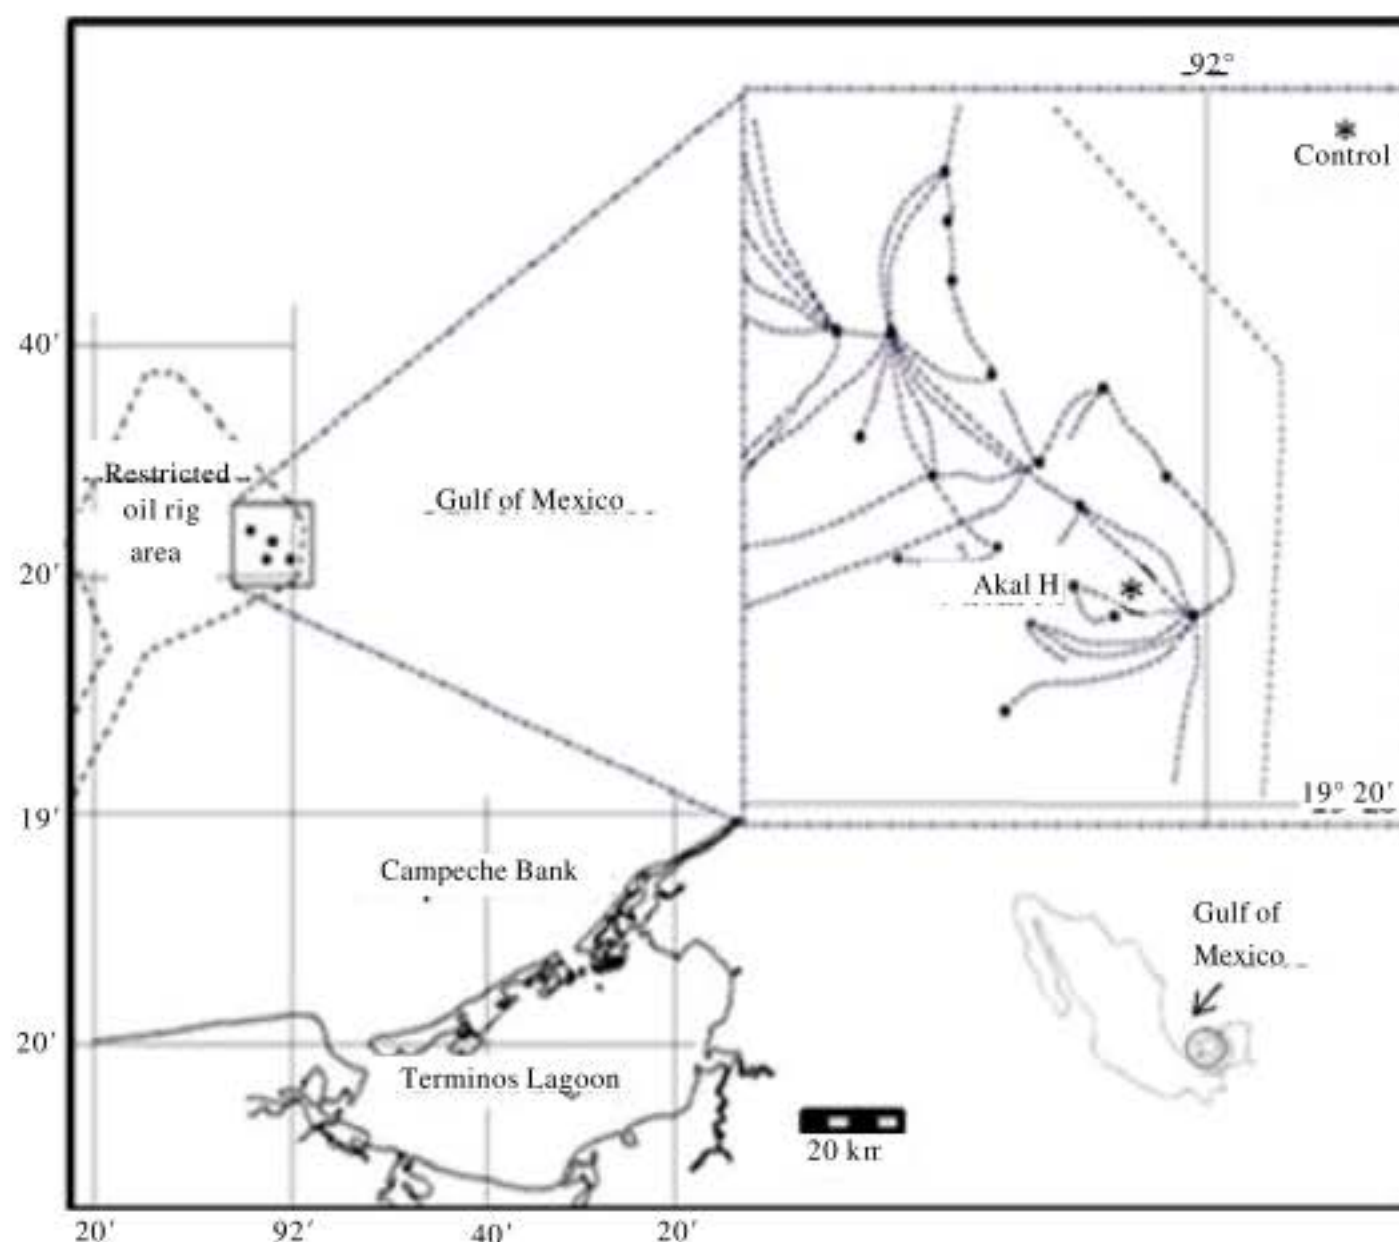 92°
*
Control
40'
Restricted
oil rig
area
Gulf of Mexico
20'
Akal H *
19° 20'
19'
Campeche Bank
Gulf of
Mexico
20'
Terminos Lagoon
20 km
20' 92' 40' 20'